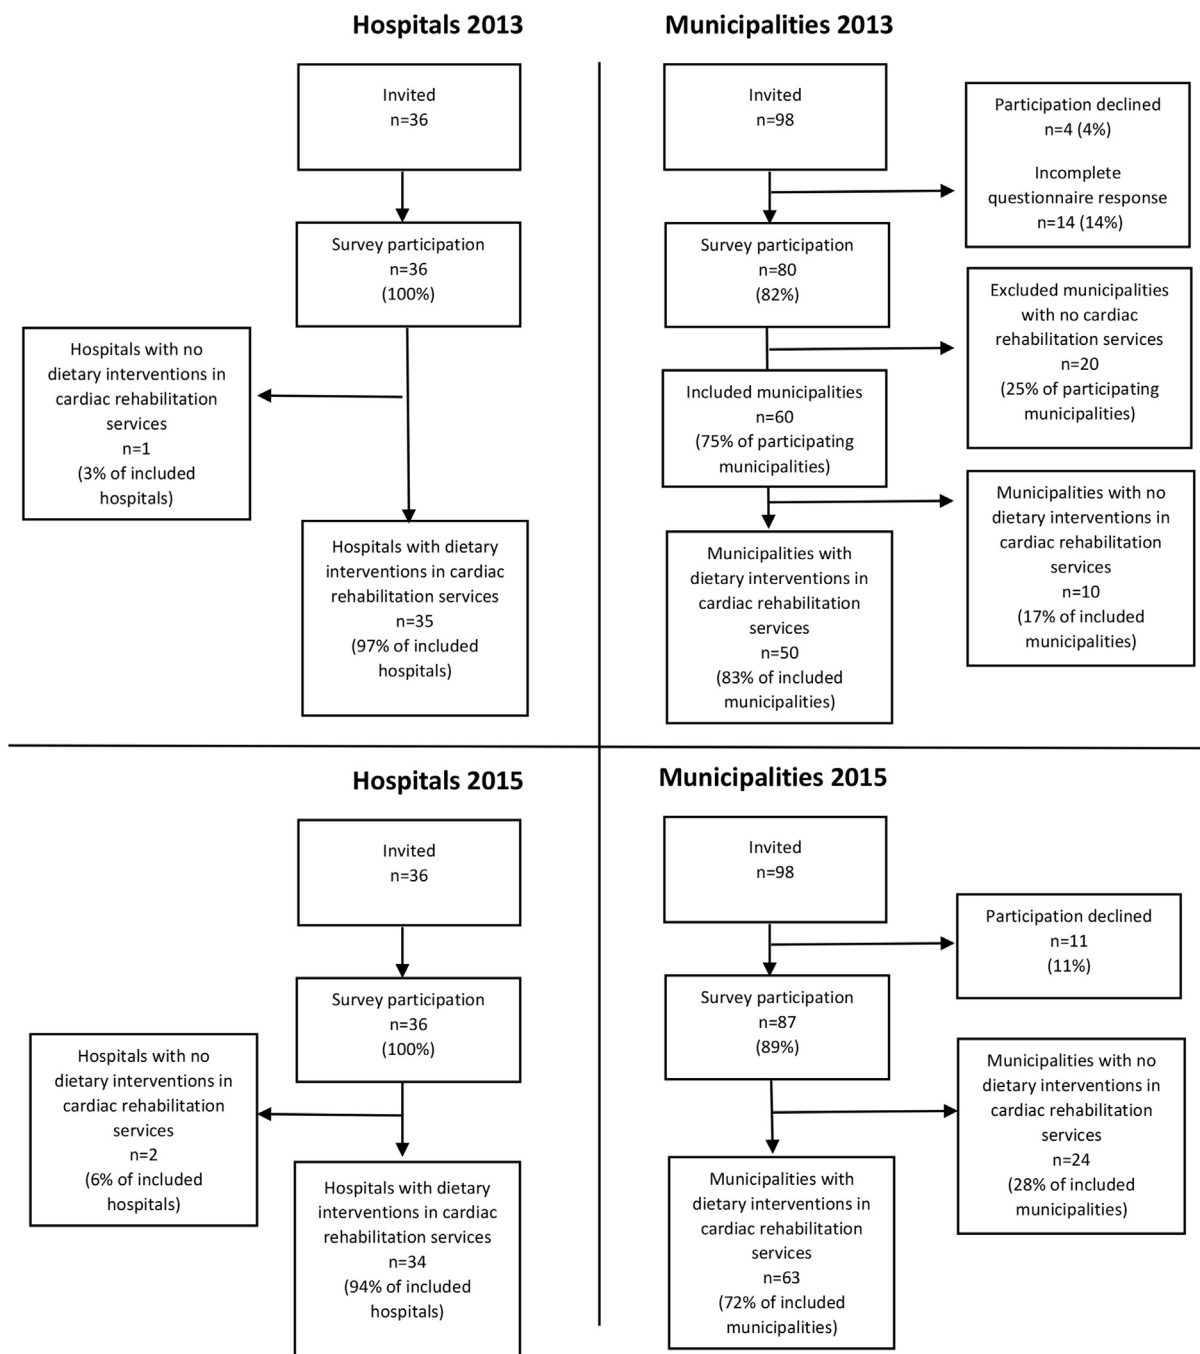 Hospitals 2013
Invited
n=36
Survey participation
n=36
(100%)
Hospitals with no
dietary interventions in
cardiac rehabilitation
services
n=1
(3% of included
hospitals)
Hospitals with dietary
interventions in cardiac
rehabilitation services
n=35
(97% of included
hospitals)
Municipalities 2013
Invited
n=98
Participation declined
n=4 (4%)
Incomplete
questionnaire response
n=14 (14%)
Survey participation
n=80
(82%)
Excluded municipalities
with no cardiac
rehabilitation services
n=20
(25% of participating
municipalities)
Included municipalities
n=60
(75% of participating
municipalities)
Municipalities with no
dietary interventions in
cardiac rehabilitation
services
n=10
(17% of included
municipalities)
Municipalities with
dietary interventions in
cardiac rehabilitation
services
n=50
(83% of included
municipalities)
Hospitals 2015
Invited
n=36
Survey participation
n=36
(100%)
Hospitals with no
dietary interventions in
cardiac rehabilitation
services
n=2
(6% of included
hospitals)
Hospitals with dietary
interventions in cardiac
rehabilitation services
n=34
(94% of included
hospitals)
Municipalities 2015
Invited
n=98
Participation declined
n=11
(11%)
Survey participation
n=87
(89%)
Municipalities with no
dietary interventions in
cardiac rehabilitation
services
n=24
(28% of included
municipalities)
Municipalities with
dietary interventions in
cardiac rehabilitation
services
n=63
(72% of included
municipalities)